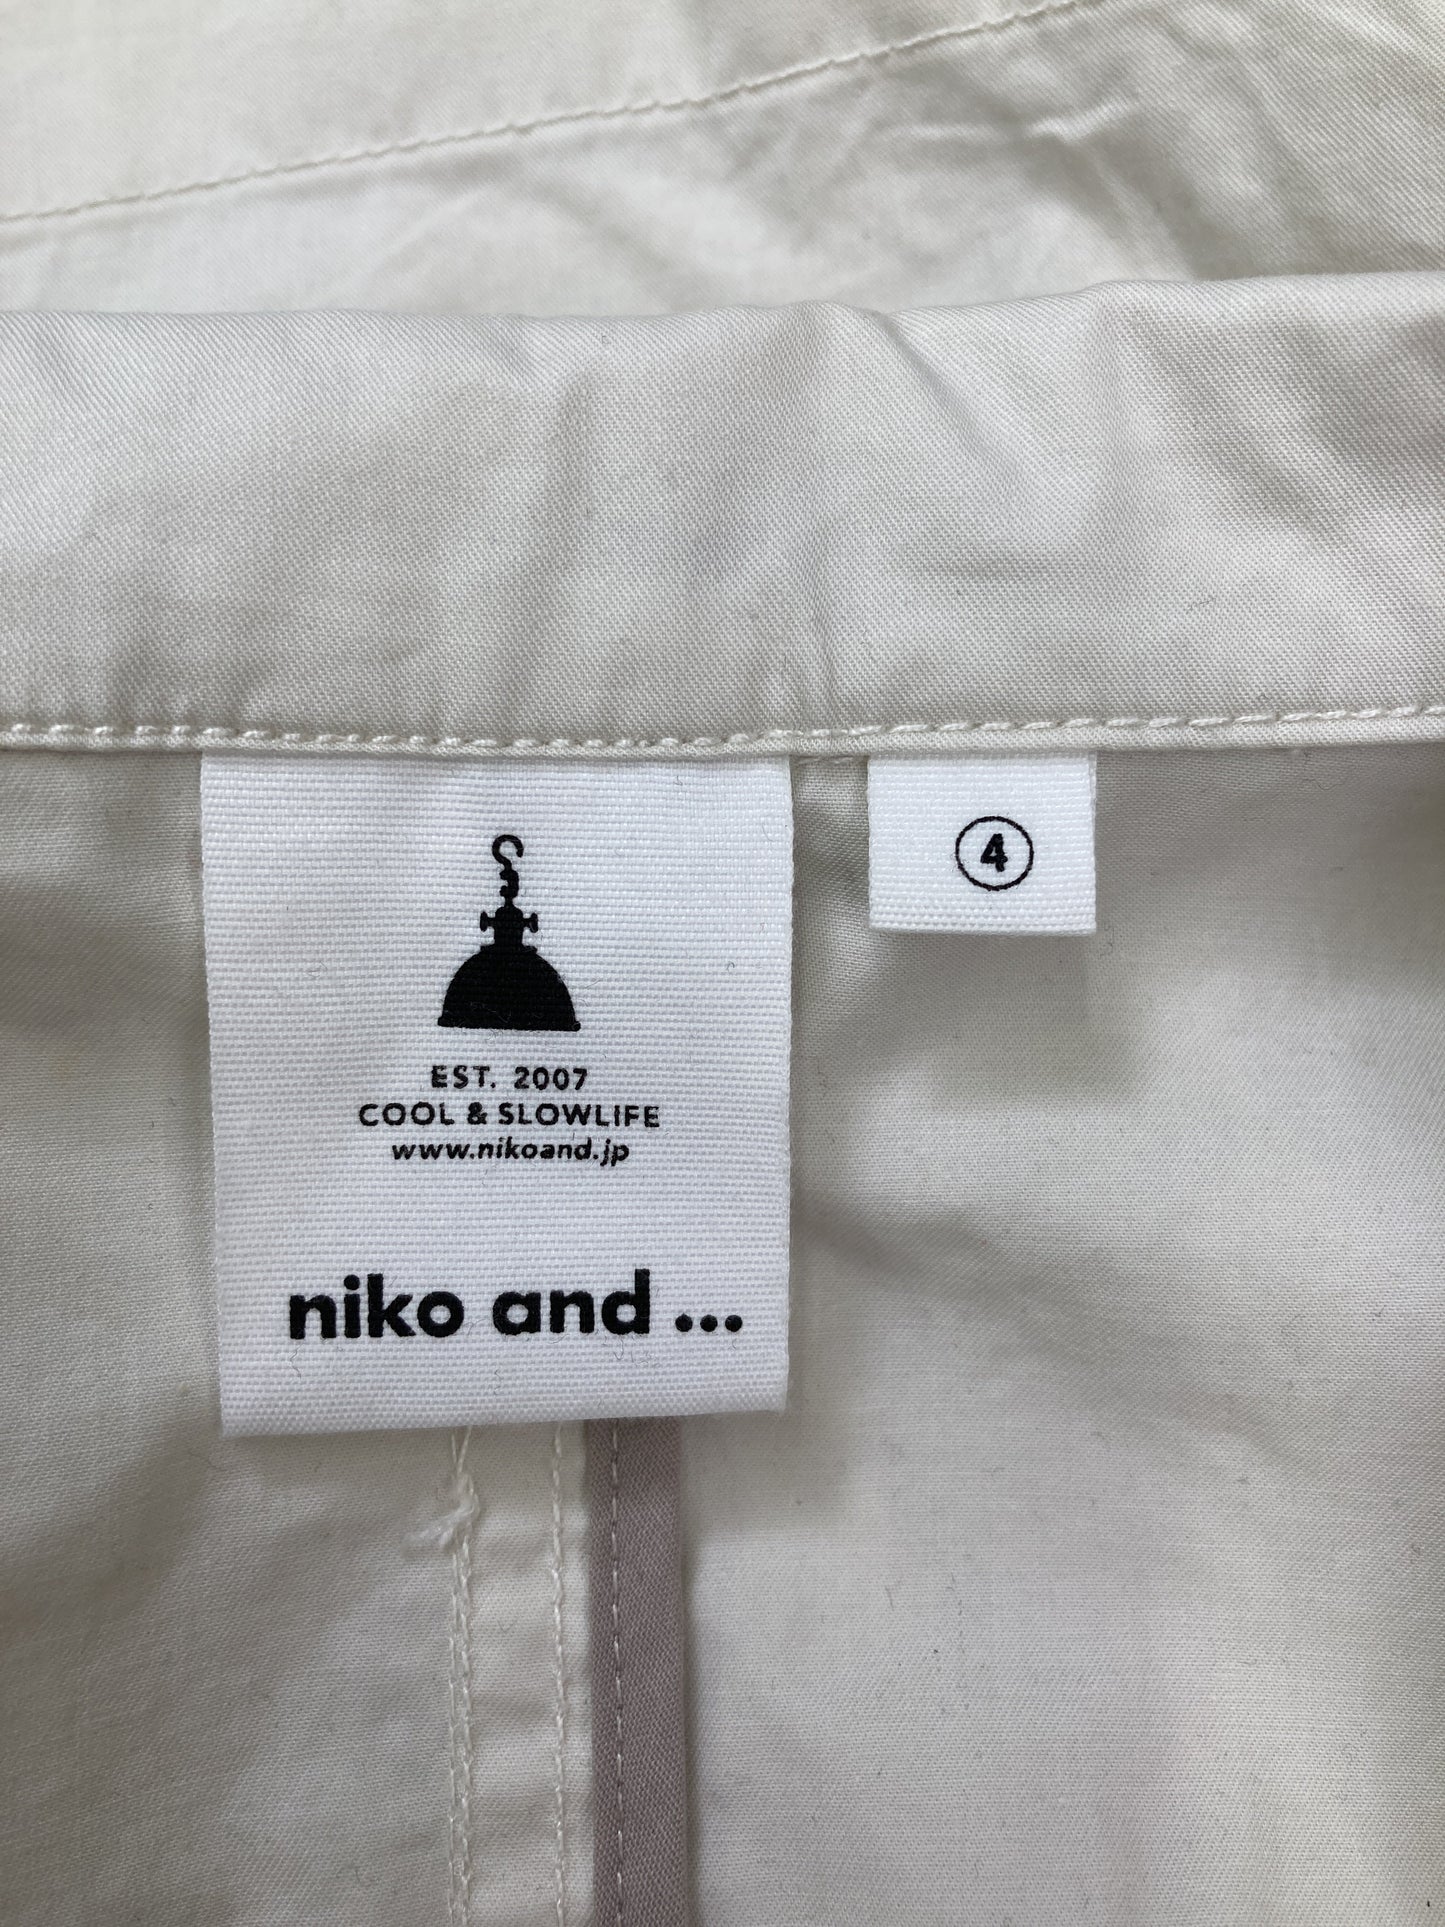 ④
EST. 2007
COOL & SLOWLIFE
www.nikoand.jp
niko and ...